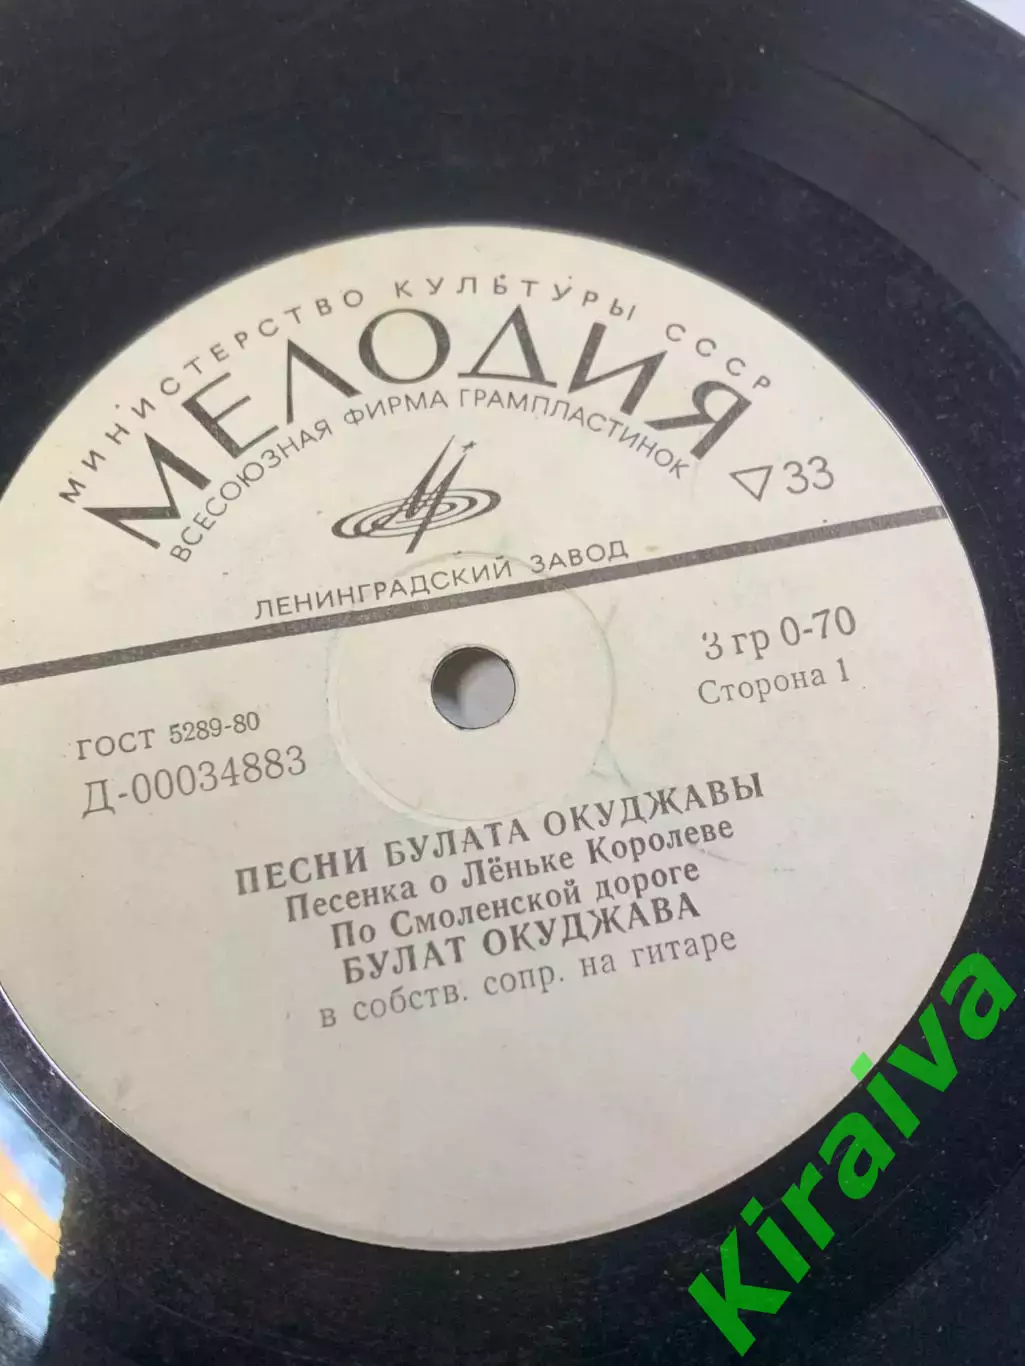 МИНИСТЕРСТВО КУЛЬТУРЫ СССР
МЕЛОДИЯ
ВСЕСОЮЗНАЯ ФИРМА ГРАМПЛАСТИНОК
▽33
ЛЕНИНГРАДСКИЙ ЗАВОД
3 гр 0-70
Сторона 1
ГОСТ 5289-80
Д-00034883
ПЕСНИ БУЛАТА ОКУДЖАВЫ
Песенка о Лёньке Королеве
По Смоленской дороге
БУЛАТ ОКУДЖАВА
в собств. сопр. на гитаре
Kiraiva